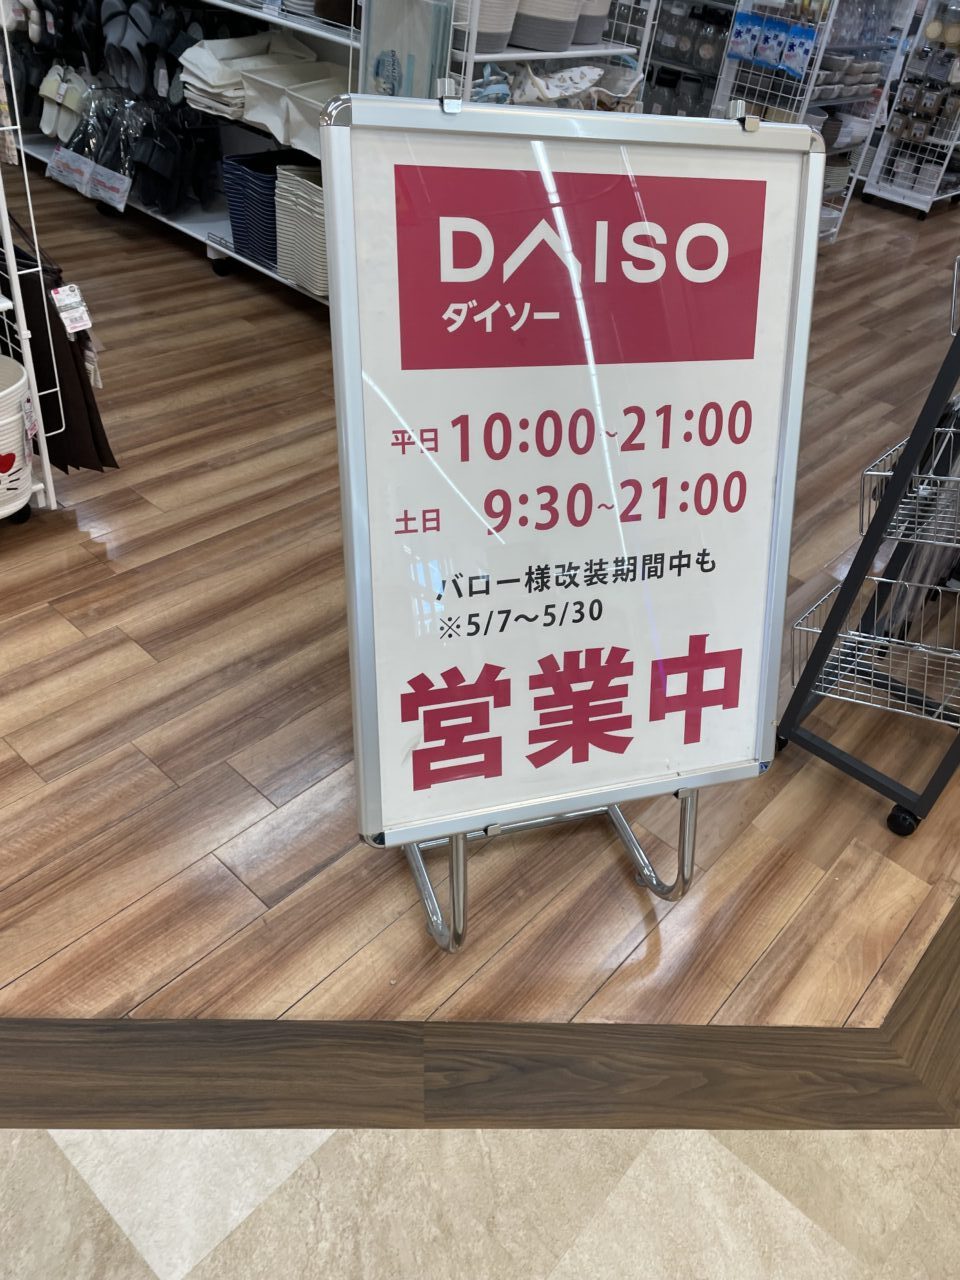 DAISO
ダイソー
平日 10:00~21:00
土日 9:30~21:00
バロー様改装期間中も
※5/7～5/30
営業中